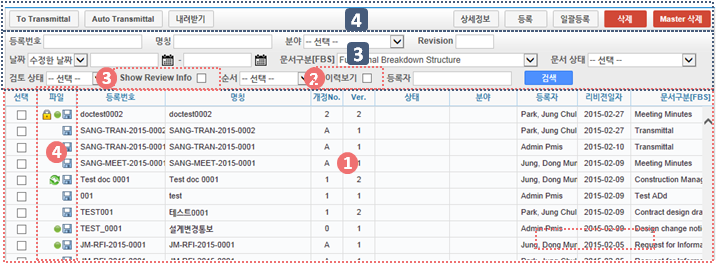 To Transmittal Auto Transmittal 내려받기 4 상세정보 등록 일괄등록 삭제 Master 삭제
등록번호 명칭 분야 -- 선택 -- Revision
날짜 수정한 날짜 - 3 문서구분[FBS] Functional Breakdown Structure 문서 상태 -- 선택 --
검토 상태 -- 선택 -- 3 Show Review Info 순서 -- 선택 -- 2 이력보기 등록자 검색
선택 파일 등록번호 명칭 개정No. Ver. 상태 분야 등록자 리비전일자 문서구분[FBS]
doctest0002 doctest0002 2 2 Park, Jung Chul 2015-02-27 Meeting Minutes
SANG-TRAN-2015-0002 SANG-TRAN-2015-0002 A 1 Park, Jung Chul 2015-02-27 Transmittal
SANG-TRAN-2015-0001 SANG-TRAN-2015-0001 A 1 Admin Pmis 2015-02-10 Transmittal
4 SANG-MEET-2015-0001 SANG-MEET-2015-0001 A 1 1 Jung, Dong Mun 2015-02-09 Meeting Minutes
Test doc 0001 Test doc 0001 1 2 Jung, Dong Mun 2015-02-09 Construction Manag
001 test 1 1 Admin Pmis 2015-02-09 Test ADd
TEST001 테스트0001 1 2 Park, Jung Chul 2015-02-09 Contract design dra
TEST_0001 설계변경통보 0 1 Admin Pmis 2015-02-09 Design change noti
JM-RFI-2015-0001 JM-RFI-2015-0001 A 1 Jung, Dong Mun 2015-02-05 Request for Informa